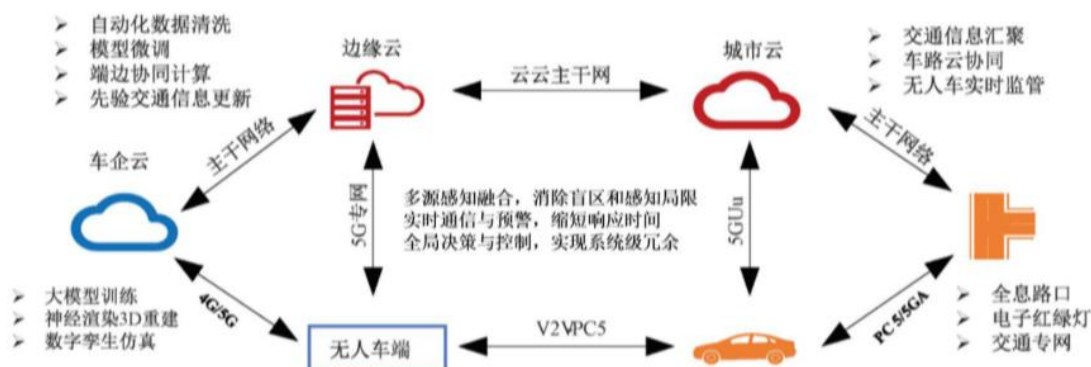 自动化数据清洗
模型微调
端边协同计算
先验交通信息更新
边缘云
城市云
云云主干网
交通信息汇聚
车路云协同
无人车实时监管
主干网络
主干网络
车企云
5G专网
多源感知融合，消除盲区和感知局限
实时通信与预警，缩短响应时间
全局决策与控制，实现系统级冗余
5GUu
大模型训练
神经渲染3D重建
数字孪生仿真
4G/5G
无人车端
V2VPC5
PC5/5GA
全息路口
电子红绿灯
交通专网